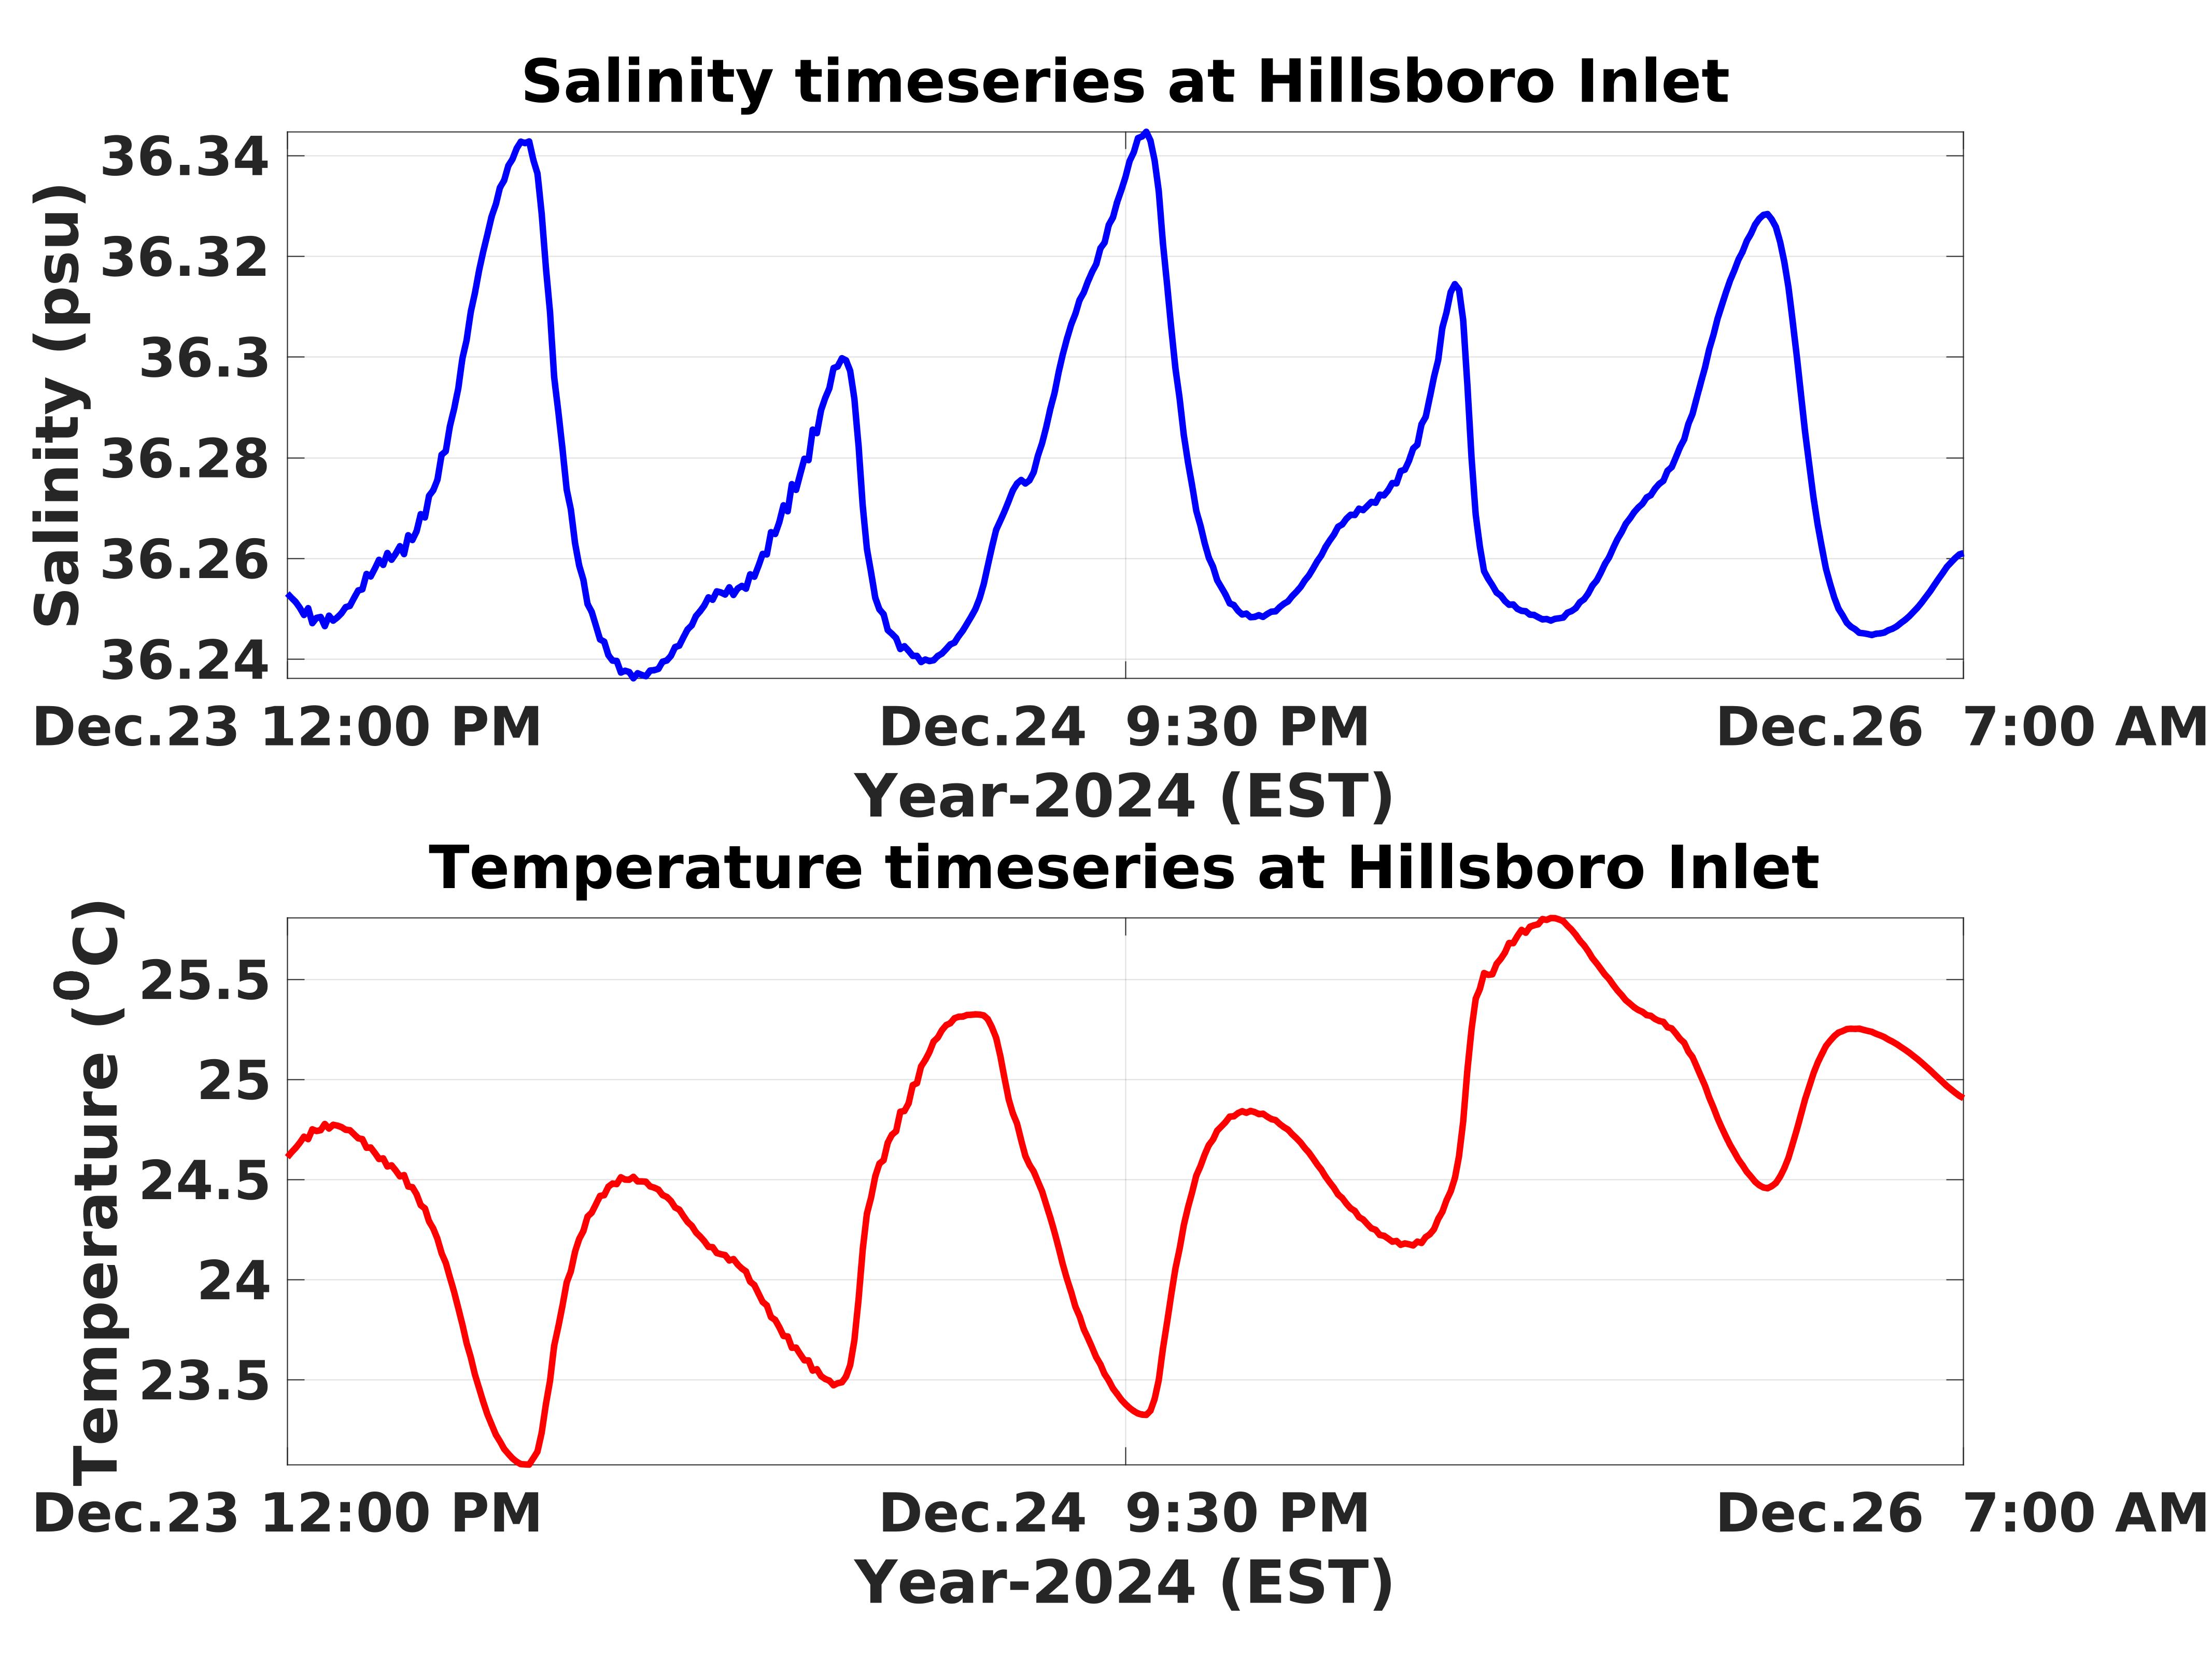 Salinity timeseries at Hillsboro Inlet
Salinity (psu)
36.34
36.32
36.3
36.28
36.26
36.24
Dec.23 12:00 PM Dec.24  9:30 PM Dec.26  7:00 AM
Year-2024 (EST)
Temperature timeseries at Hillsboro Inlet
Temperature (⁰C)
25.5
25
24.5
24
23.5
Dec.23 12:00 PM Dec.24  9:30 PM Dec.26  7:00 AM
Year-2024 (EST)